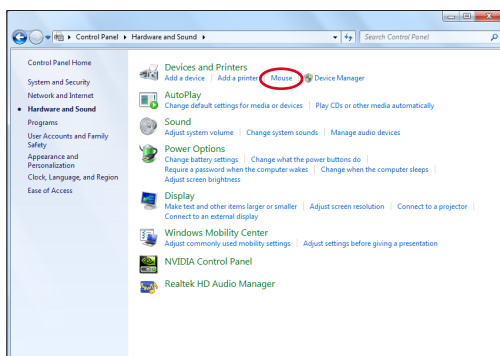 Control Panel Hardware and Sound Search Control Panel
Control Panel Home
System and Security
Network and Internet
Hardware and Sound
Programs
User Accounts and Family
Safety
Appearance and
Personalization
Clock, Language, and Region
Ease of Access
Devices and Printers
Add a device Add a printer Mouse Device Manager
AutoPlay
Change default settings for media or devices Play CDs or other media automatically
Sound
Adjust system volume Change system sounds Manage audio devices
Power Options
Change battery settings Change what the power buttons do
Require a password when the computer wakes Change when the computer sleeps
Adjust screen brightness
Display
Make text and other items larger or smaller Adjust screen resolution Connect to a projector
Connect to an external display
Windows Mobility Center
Adjust commonly used mobility settings Adjust settings before giving a presentation
NVIDIA Control Panel
Realtek HD Audio Manager